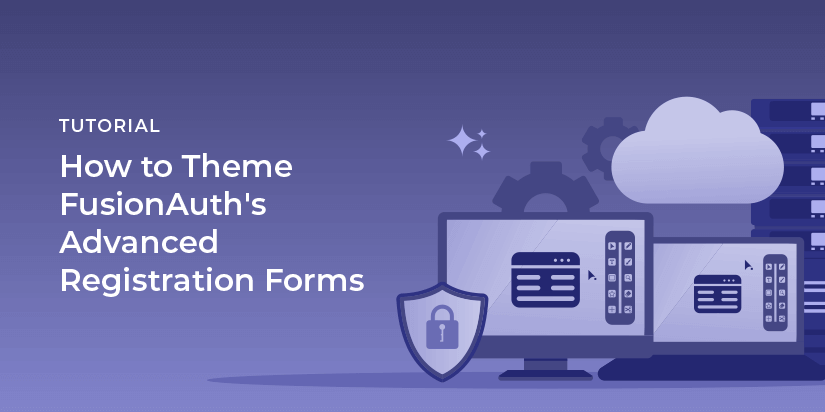 TUTORIAL
How to Theme
FusionAuth's
Advanced
Registration Forms